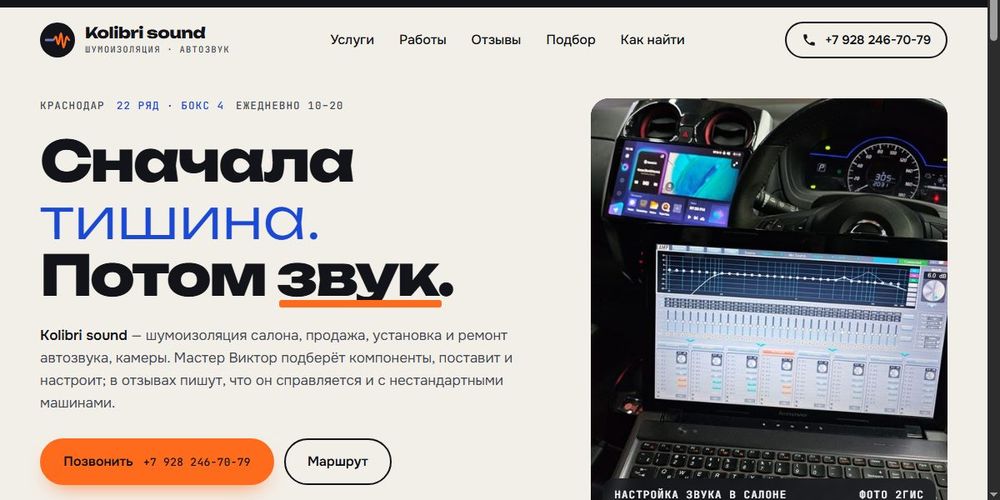 Kolibri sound
ШУМОИЗОЛЯЦИЯ · АВТОЗВУК
Услуги Работы Отзывы Подбор Как найти
+7 928 246-70-79
КРАСНОДАР 22 РЯД · БОКС 4 ЕЖЕДНЕВНО 10–20
Сначала
тишина.
Потом звук.
Kolibri sound — шумоизоляция салона, продажа, установка и ремонт
автозвука, камеры. Мастер Виктор подберёт компоненты, поставит и
настроит; в отзывах пишут, что он справляется и с нестандартными
машинами.
Позвонить +7 928 246-70-79
Маршрут
НАСТРОЙКА ЗВУКА В САЛОНЕ ФОТО 2ГИС